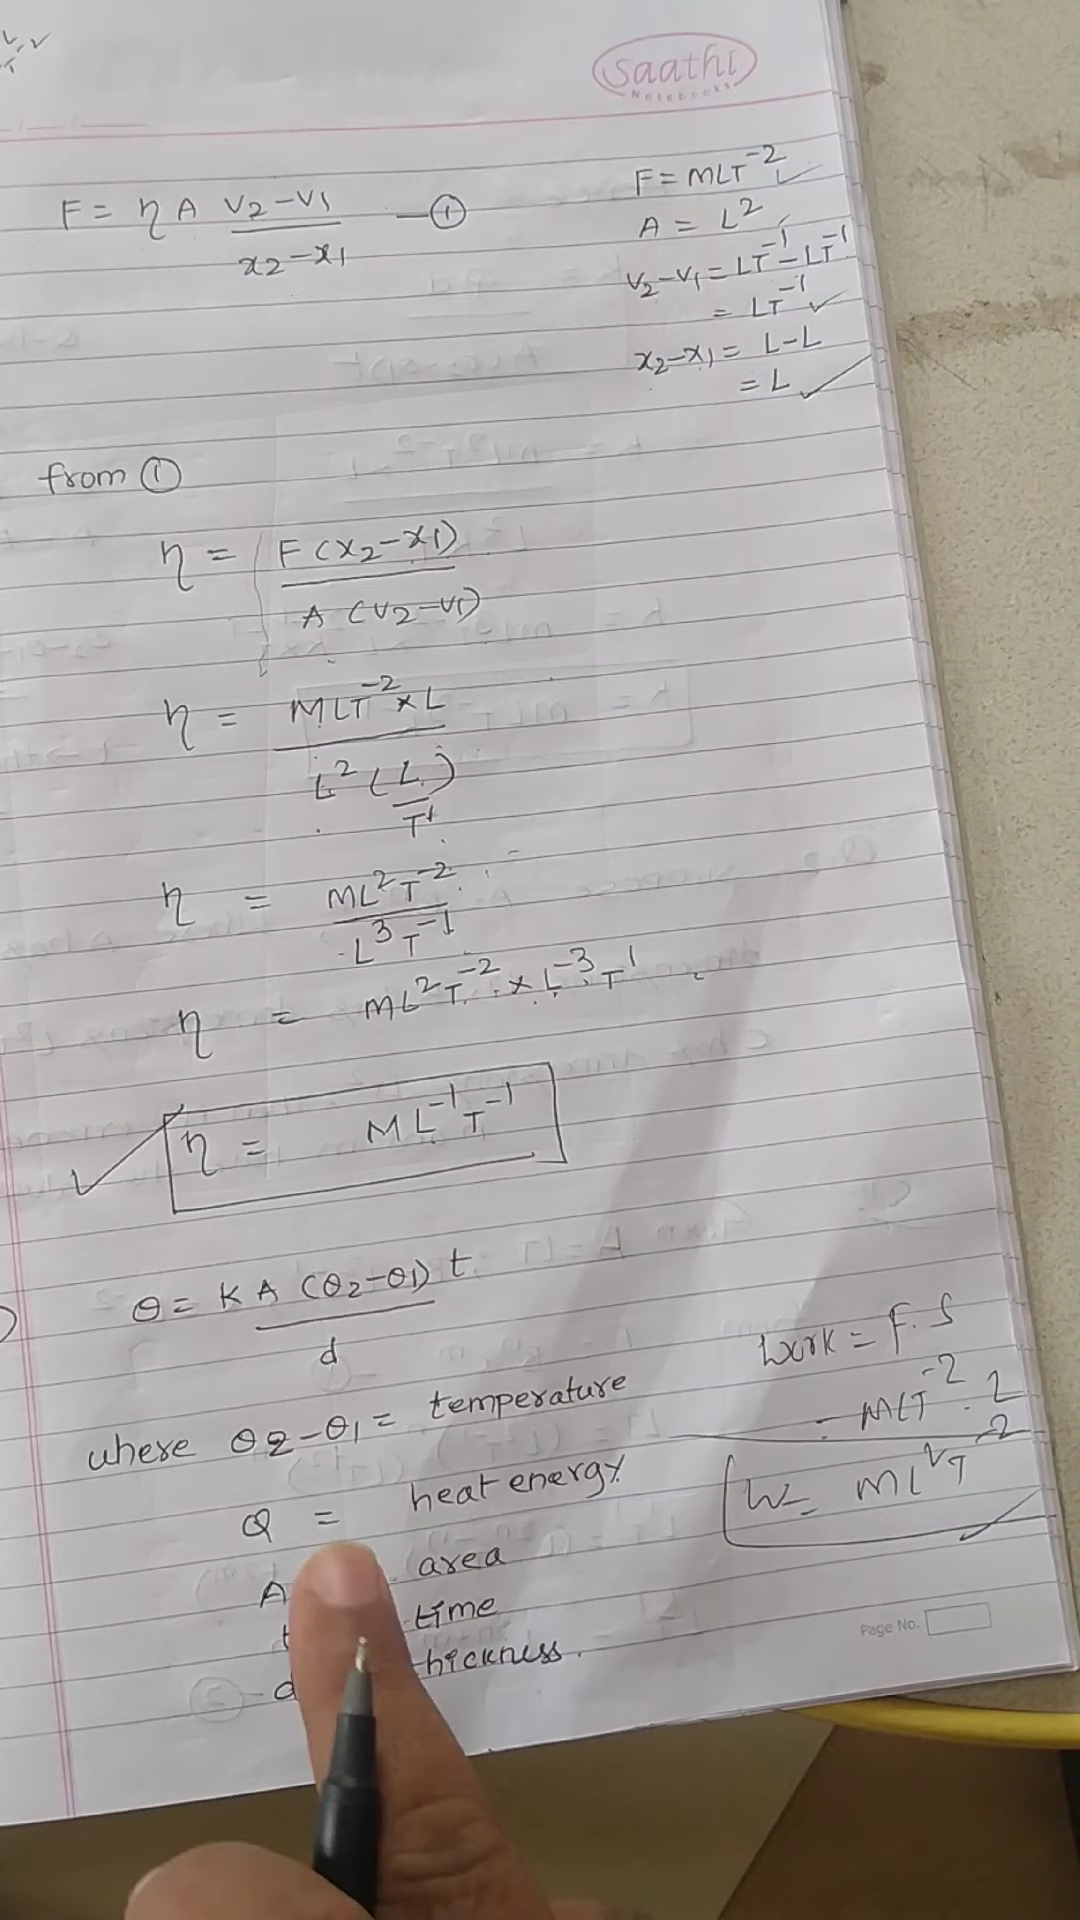 saathi
Notebooks
F = η A v2-v1 / x2-x1 — ①
F = MLT⁻²
A = L²
v2-v1 = LT⁻¹ - LT⁻¹
= LT⁻¹
x2-x1 = L-L
= L
from ①
η = F(x2-x1) / A(v2-v1)
η = MLT⁻² × L / L² (L / T¹)
η = ML²T⁻² / L³T⁻¹
η = ML²T⁻² × L⁻³T¹
η = ML⁻¹T⁻¹
θ = KA(θ2-θ1) t / d
where θ2-θ1 = temperature
Q = heat energy
A area
t time
d hickness.
Work = F.S
= MLT⁻² . L
W = ML²T⁻²
Page No.